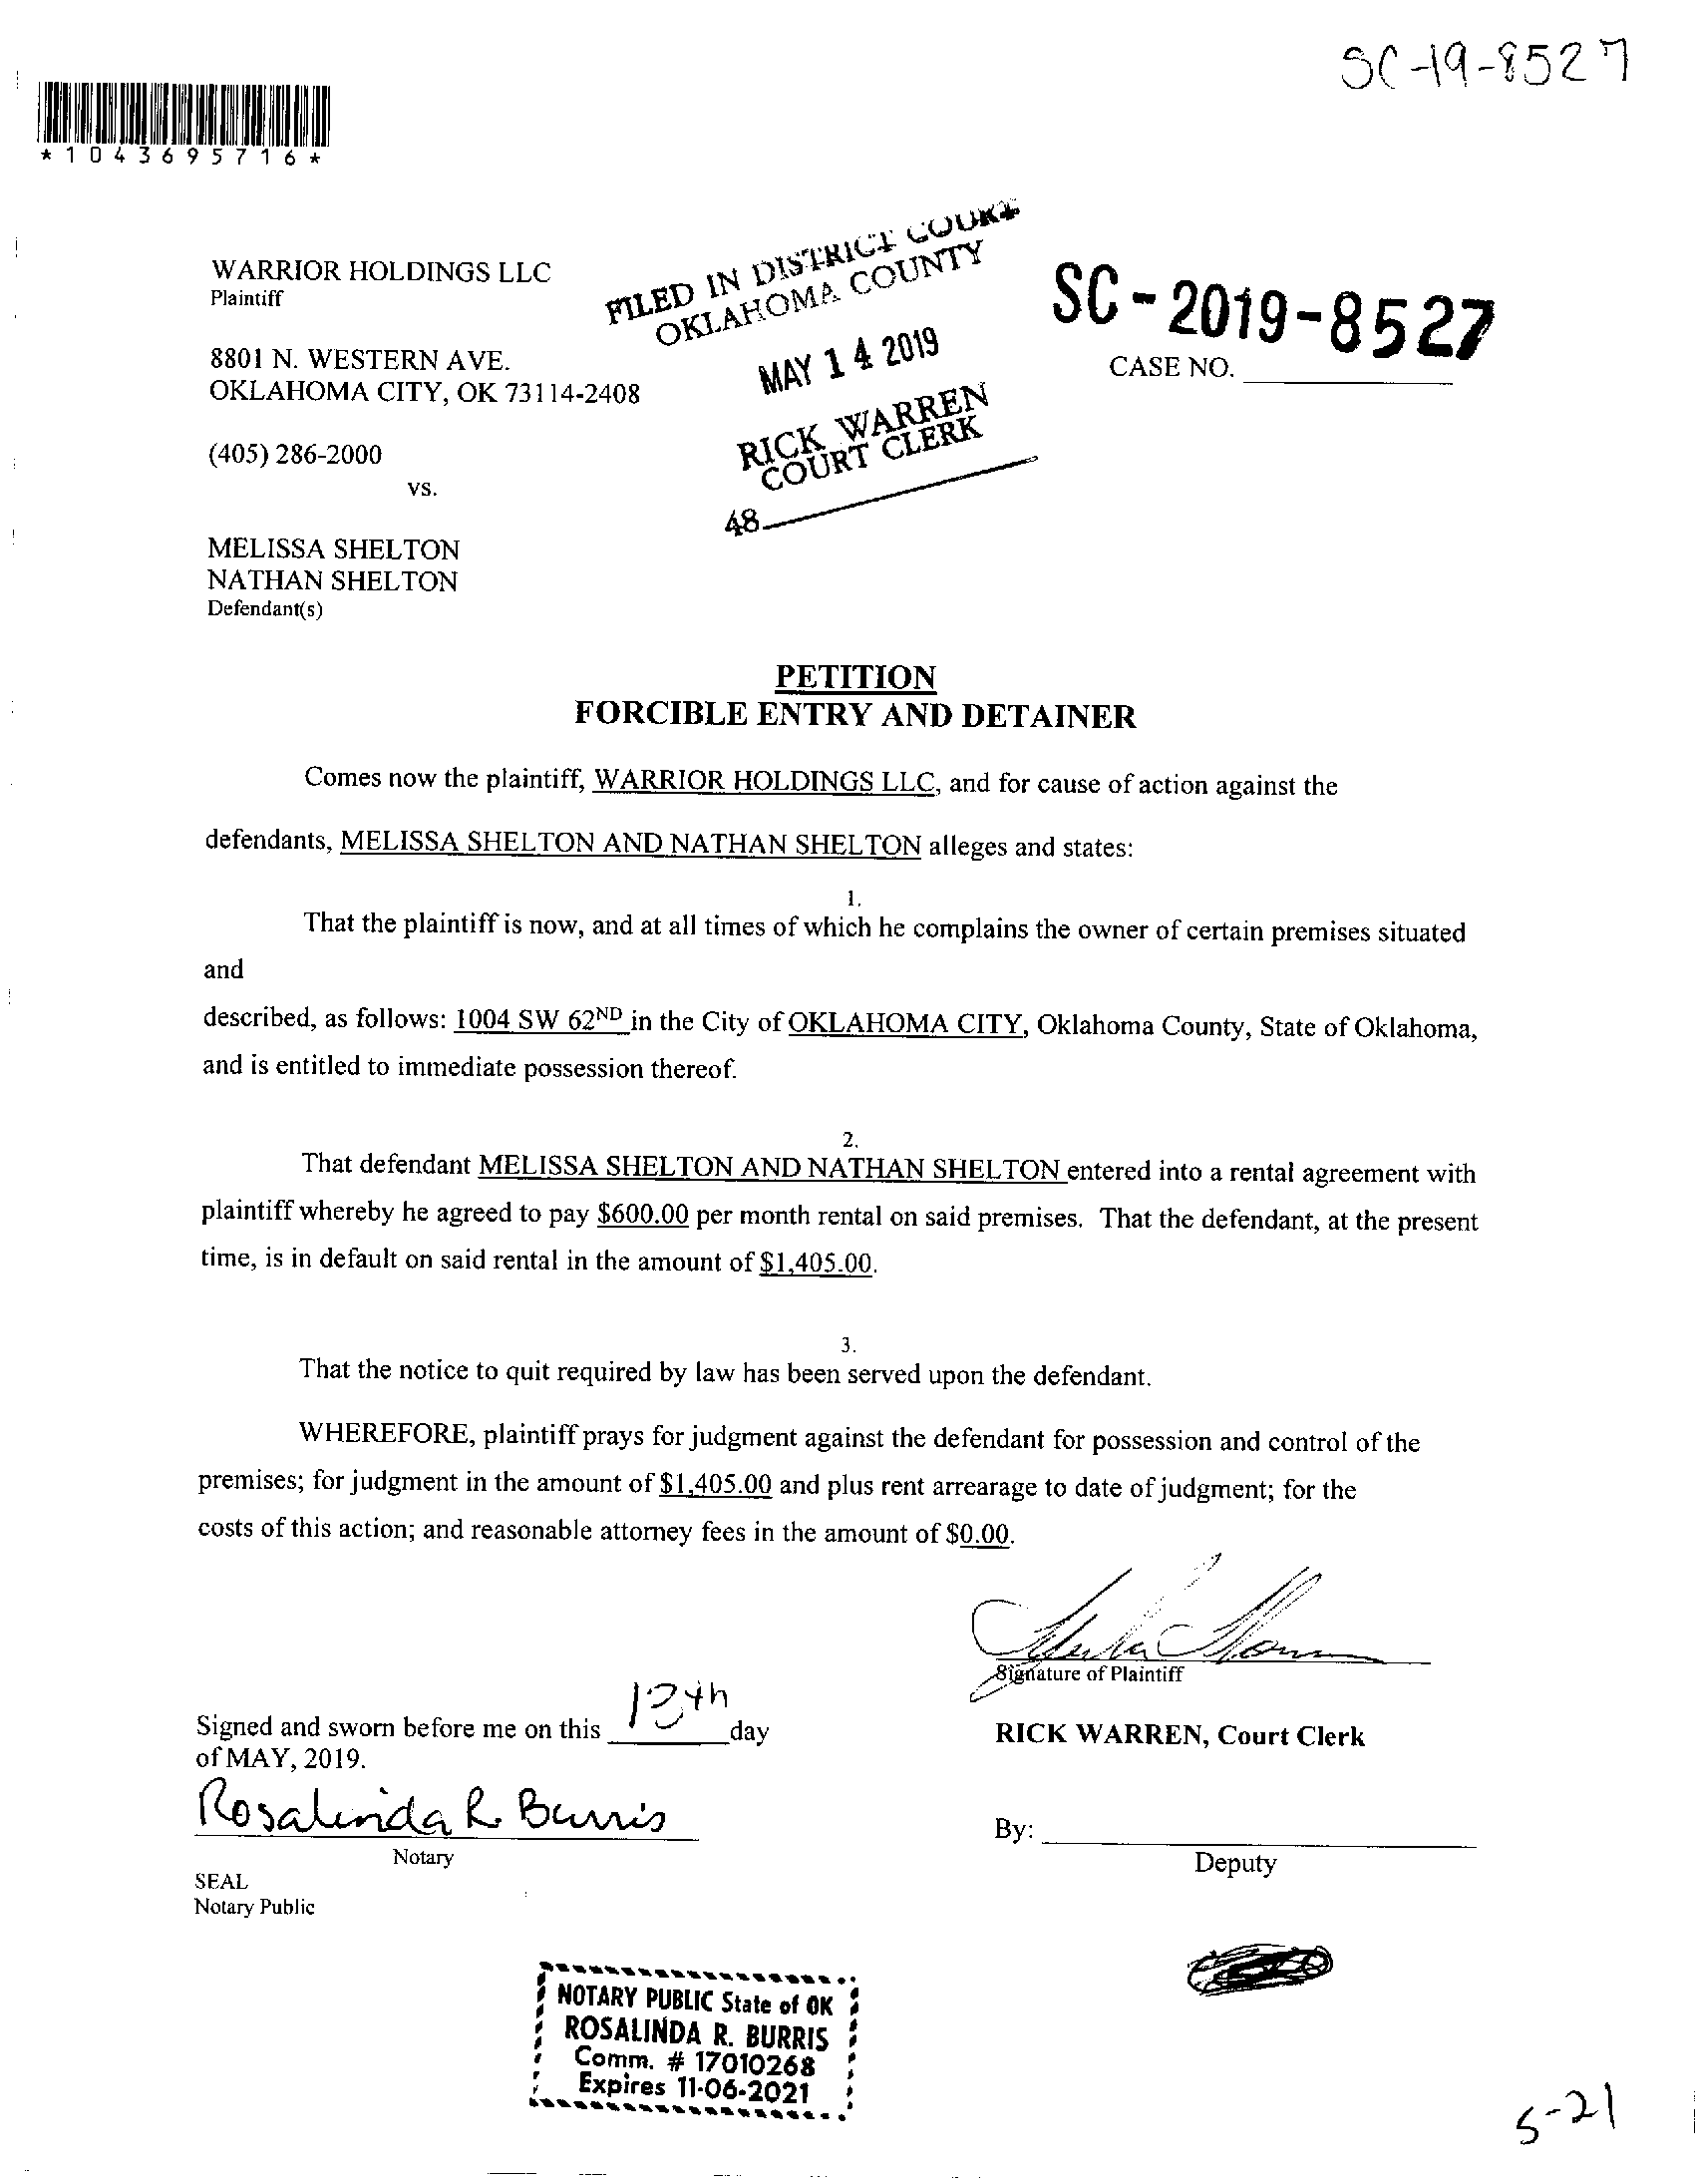 SC-19-8527
*1043695716*
FILED IN DISTRICT COURT
OKLAHOMA COUNTY
MAY 14 2019
RICK WARREN
COURT CLERK
48
SC-2019-8527
CASE NO.
WARRIOR HOLDINGS LLC
Plaintiff
8801 N. WESTERN AVE.
OKLAHOMA CITY, OK 73114-2408
(405) 286-2000
vs.
MELISSA SHELTON
NATHAN SHELTON
Defendant(s)
PETITION
FORCIBLE ENTRY AND DETAINER
Comes now the plaintiff, WARRIOR HOLDINGS LLC, and for cause of action against the
defendants, MELISSA SHELTON AND NATHAN SHELTON alleges and states:
1.
That the plaintiff is now, and at all times of which he complains the owner of certain premises situated
and
described, as follows: 1004 SW 62ND in the City of OKLAHOMA CITY, Oklahoma County, State of Oklahoma,
and is entitled to immediate possession thereof.
2.
That defendant MELISSA SHELTON AND NATHAN SHELTON entered into a rental agreement with
plaintiff whereby he agreed to pay $600.00 per month rental on said premises. That the defendant, at the present
time, is in default on said rental in the amount of $1,405.00.
3.
That the notice to quit required by law has been served upon the defendant.
WHEREFORE, plaintiff prays for judgment against the defendant for possession and control of the
premises; for judgment in the amount of $1,405.00 and plus rent arrearage to date of judgment; for the
costs of this action; and reasonable attorney fees in the amount of $0.00.
Signature of Plaintiff
Signed and sworn before me on this 13th day
of MAY, 2019.
RICK WARREN, Court Clerk
Rosalinda R. Burris
Notary
By:
Deputy
SEAL
Notary Public
NOTARY PUBLIC State of OK
ROSALINDA R. BURRIS
Comm. # 17010268
Expires 11-06-2021
5-21